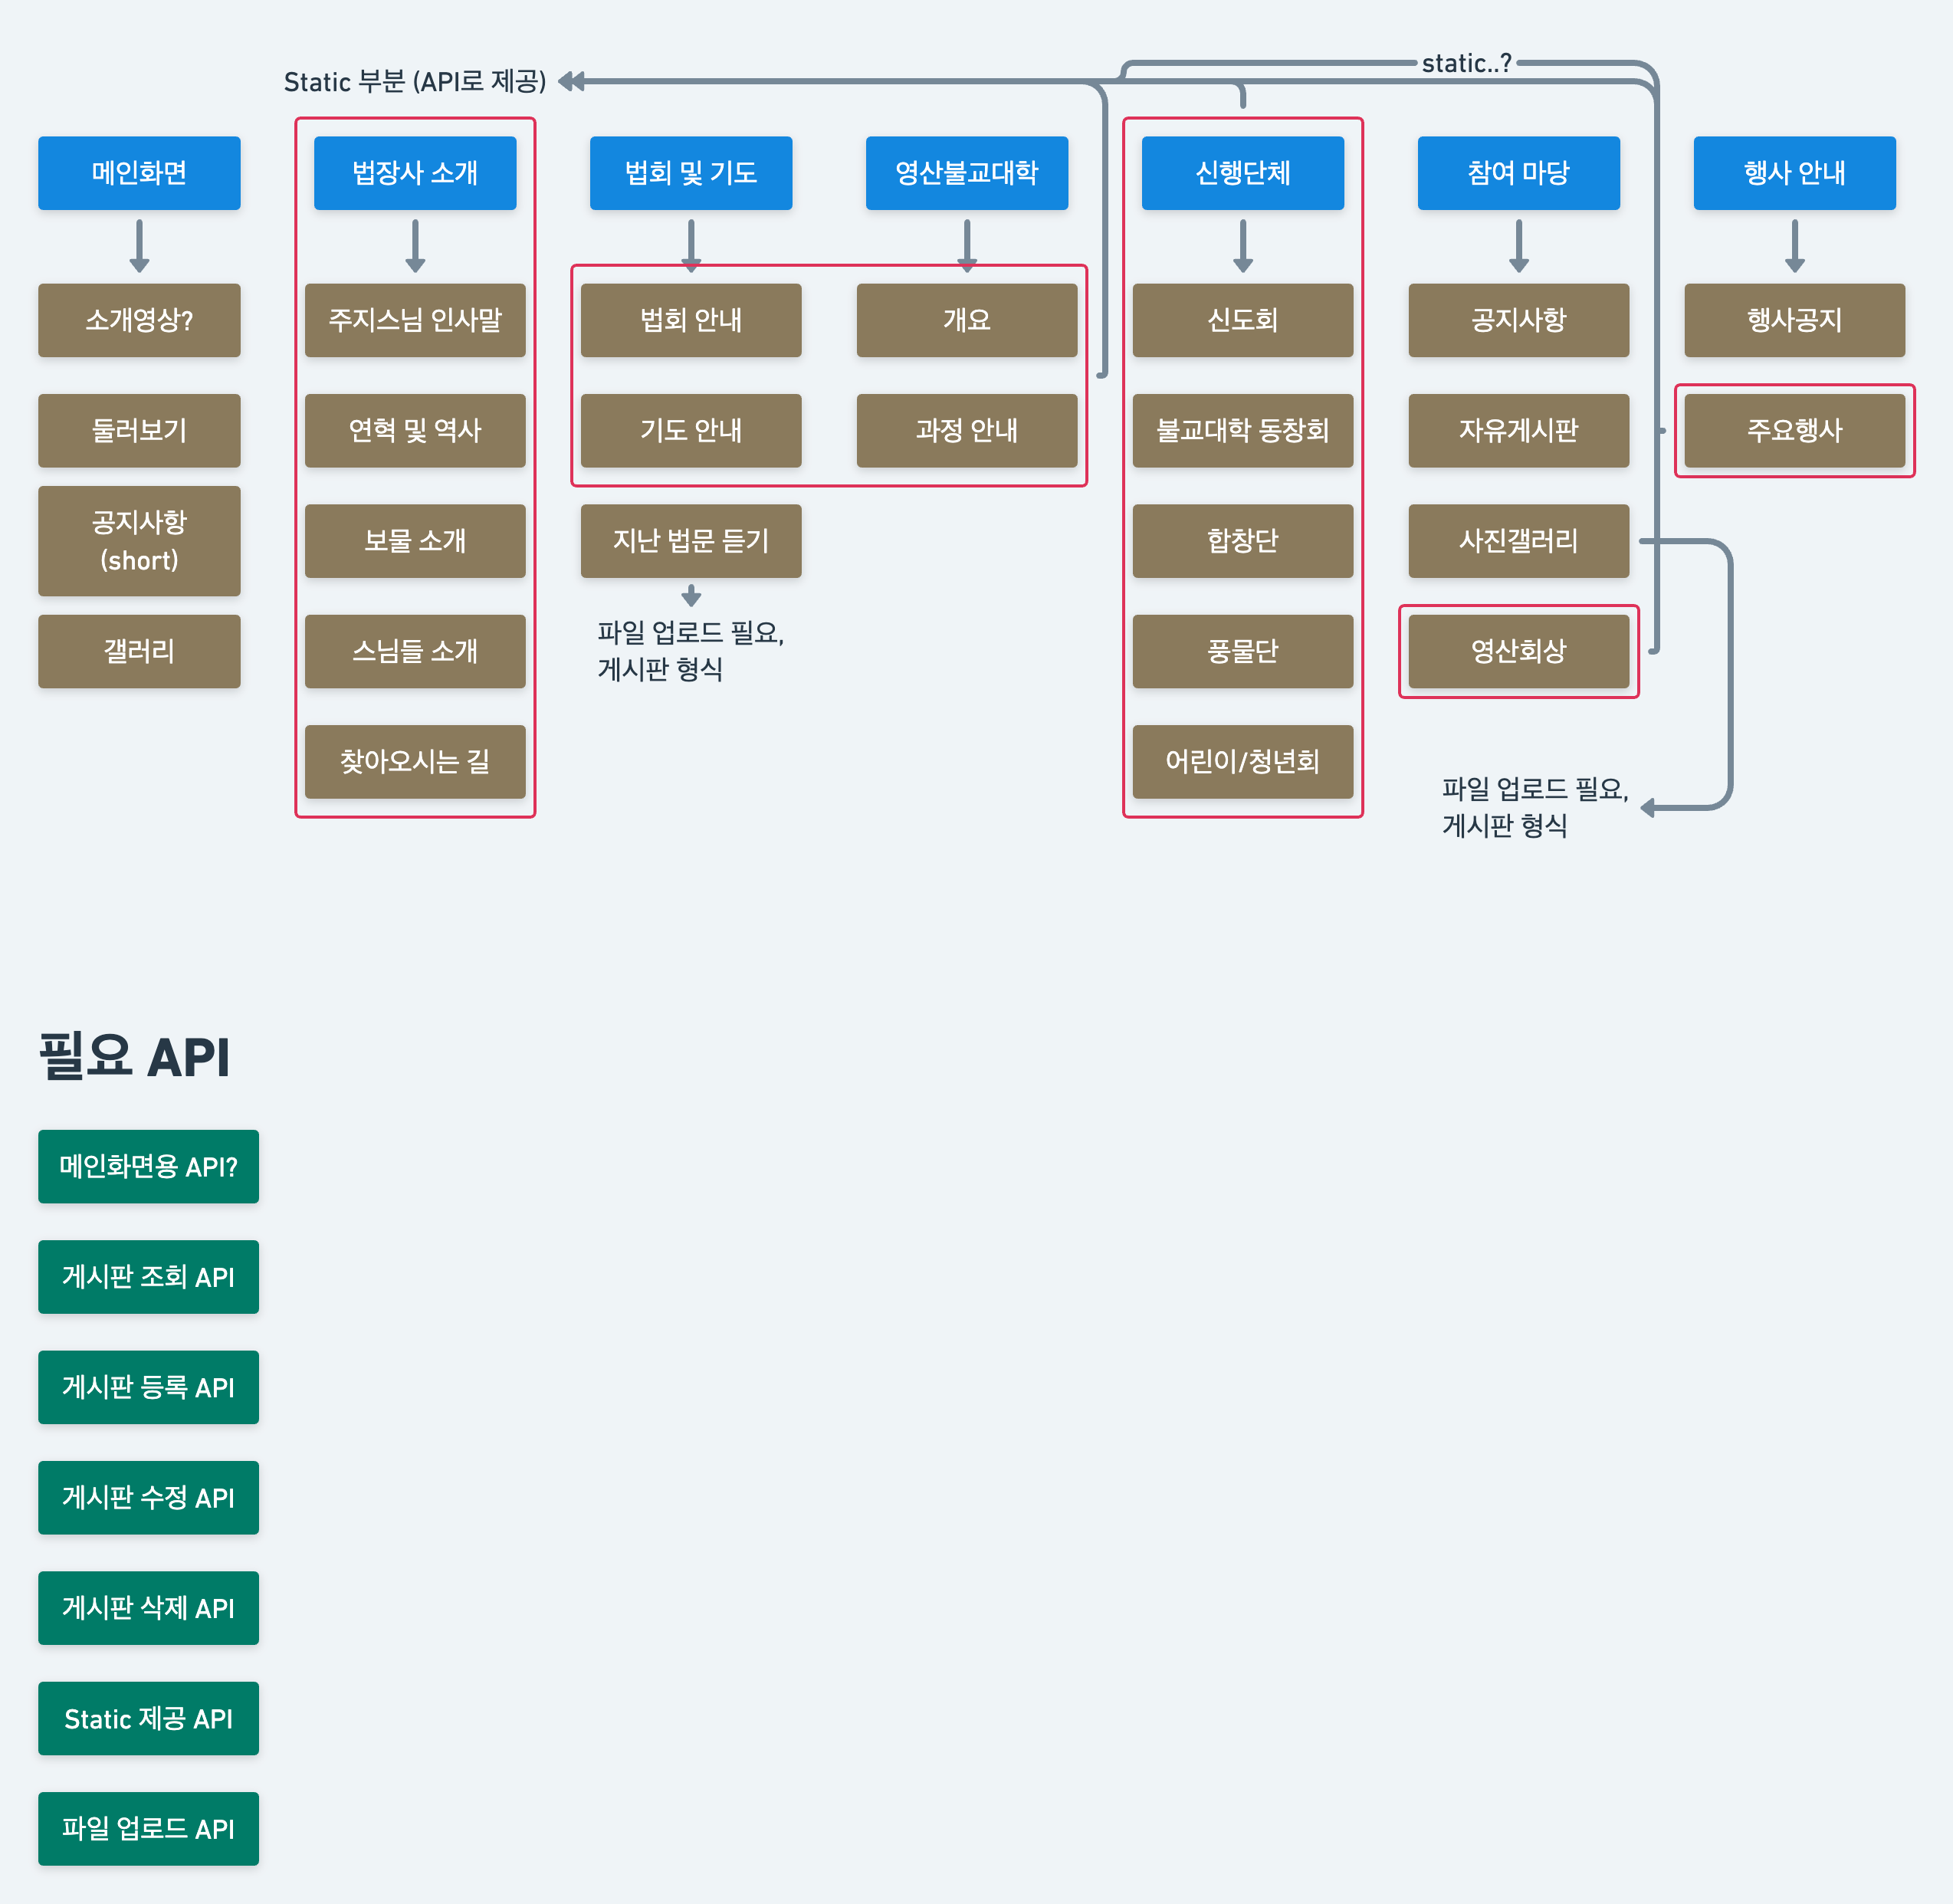 static..?
Static 부분 (API로 제공)
메인화면
법장사 소개
법회 및 기도
영산불교대학
신행단체
참여 마당
행사 안내
소개영상?
주지스님 인사말
법회 안내
개요
신도회
공지사항
행사공지
둘러보기
연혁 및 역사
기도 안내
과정 안내
불교대학 동창회
자유게시판
주요행사
공지사항
(short)
보물 소개
지난 법문 듣기
합창단
사진갤러리
갤러리
스님들 소개
파일 업로드 필요,
게시판 형식
풍물단
영산회상
찾아오시는 길
어린이/청년회
파일 업로드 필요,
게시판 형식
필요 API
메인화면용 API?
게시판 조회 API
게시판 등록 API
게시판 수정 API
게시판 삭제 API
Static 제공 API
파일 업로드 API